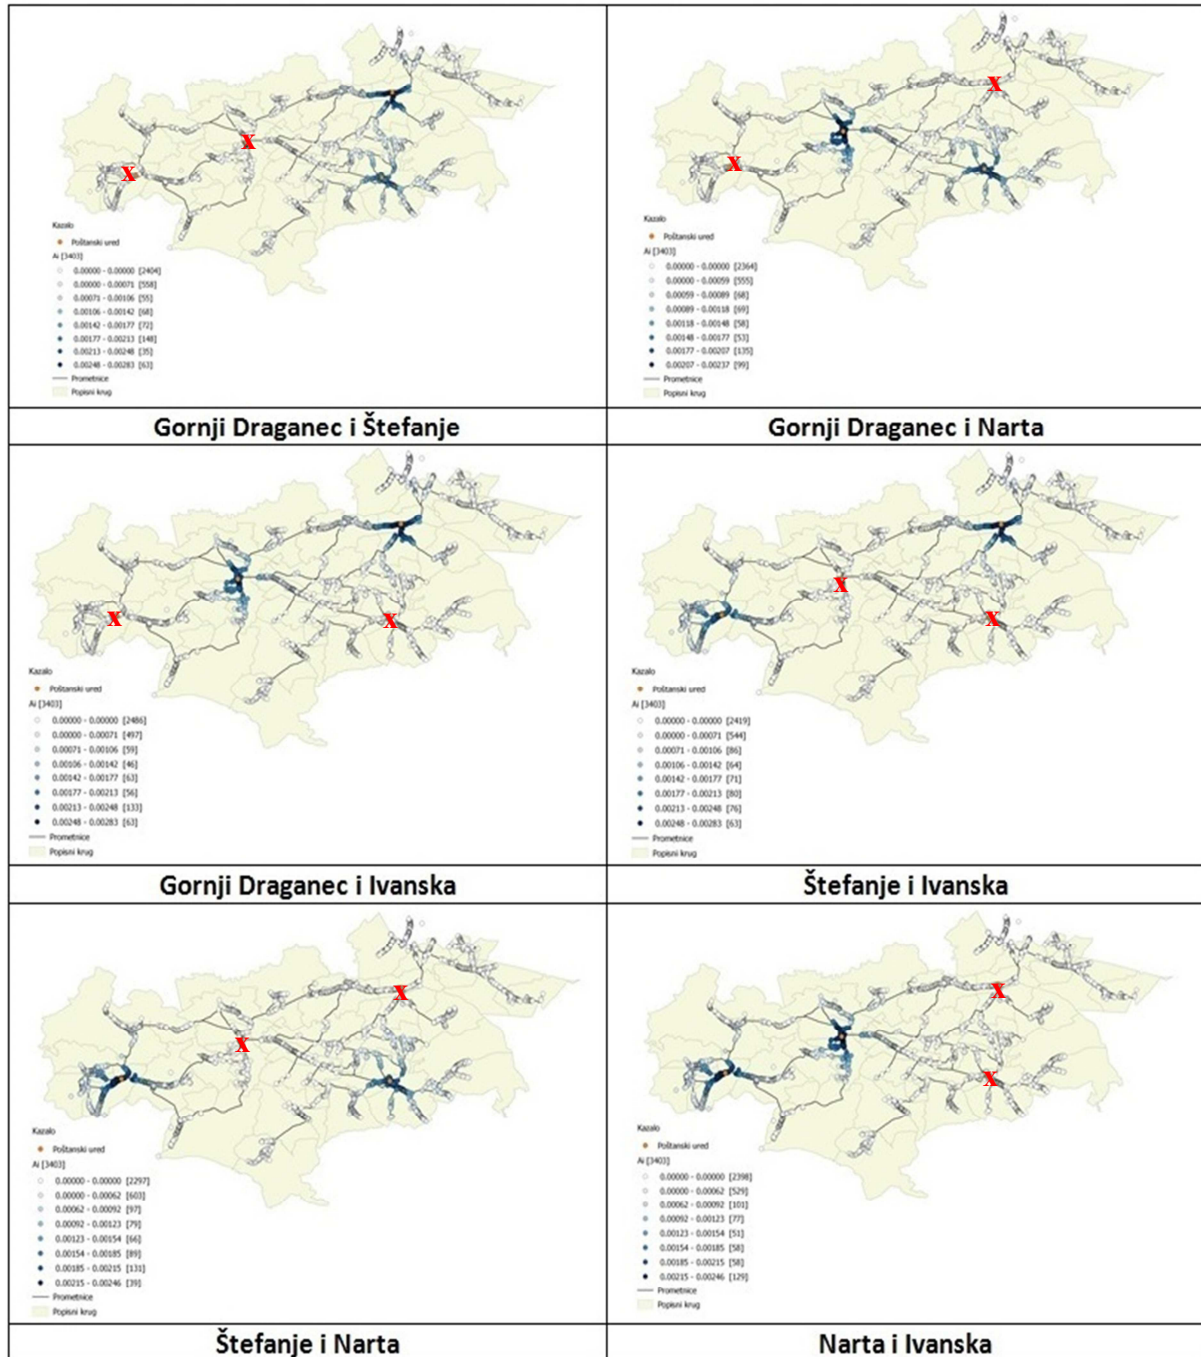 X
X
Kazalo
Poštanski ured
Ai [3403]
0.00000 - 0.00000 [2404]
0.00000 - 0.00071 [558]
0.00071 - 0.00106 [55]
0.00106 - 0.00142 [68]
0.00142 - 0.00177 [72]
0.00177 - 0.00213 [148]
0.00213 - 0.00248 [35]
0.00248 - 0.00283 [63]
Prometnice
Popisni krug
Gornji Draganec i Štefanje
X
X
Kazalo
Poštanski ured
Ai [3403]
0.00000 - 0.00000 [2364]
0.00000 - 0.00059 [555]
0.00059 - 0.00089 [68]
0.00089 - 0.00118 [69]
0.00118 - 0.00148 [58]
0.00148 - 0.00177 [53]
0.00177 - 0.00207 [135]
0.00207 - 0.00237 [99]
Prometnice
Popisni krug
Gornji Draganec i Narta
X
X
Kazalo
Poštanski ured
Ai [3403]
0.00000 - 0.00000 [2486]
0.00000 - 0.00071 [497]
0.00071 - 0.00106 [59]
0.00106 - 0.00142 [46]
0.00142 - 0.00177 [63]
0.00177 - 0.00213 [56]
0.00213 - 0.00248 [133]
0.00248 - 0.00283 [63]
Prometnice
Popisni krug
Gornji Draganec i Ivanska
X
X
Kazalo
Poštanski ured
Ai [3403]
0.00000 - 0.00000 [2419]
0.00000 - 0.00071 [544]
0.00071 - 0.00106 [86]
0.00106 - 0.00142 [64]
0.00142 - 0.00177 [71]
0.00177 - 0.00213 [80]
0.00213 - 0.00248 [76]
0.00248 - 0.00283 [63]
Prometnice
Popisni krug
Štefanje i Ivanska
X
X
Kazalo
Poštanski ured
Ai [3403]
0.00000 - 0.00000 [2297]
0.00000 - 0.00062 [603]
0.00062 - 0.00092 [97]
0.00092 - 0.00123 [79]
0.00123 - 0.00154 [66]
0.00154 - 0.00185 [89]
0.00185 - 0.00215 [131]
0.00215 - 0.00246 [39]
Prometnice
Popisni krug
Štefanje i Narta
X
X
Kazalo
Poštanski ured
Ai [3403]
0.00000 - 0.00000 [2398]
0.00000 - 0.00062 [529]
0.00062 - 0.00092 [101]
0.00092 - 0.00123 [77]
0.00123 - 0.00154 [51]
0.00154 - 0.00185 [58]
0.00185 - 0.00215 [58]
0.00215 - 0.00246 [129]
Prometnice
Popisni krug
Narta i Ivanska